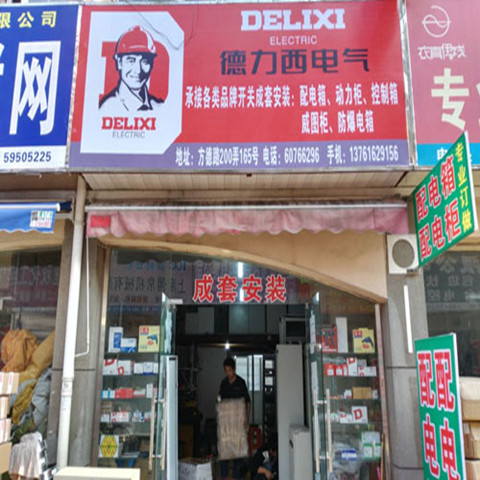 限公司
网
59505225
DELIXI
ELECTRIC
DELIXI
ELECTRIC
德力西电气
承接各类品牌开关成套安装：配电箱、动力柜、控制箱
威图柜、防爆电箱
地址：方德路200弄165号 电话：60766296 手机：13761629156
专
专业订做
配电箱
配电柜
成套安装
配电
配电